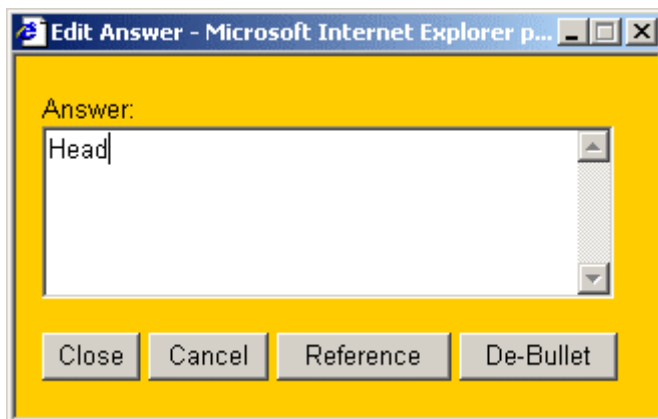 Edit Answer - Microsoft Internet Explorer p...
Answer:
Head
Close Cancel Reference De-Bullet